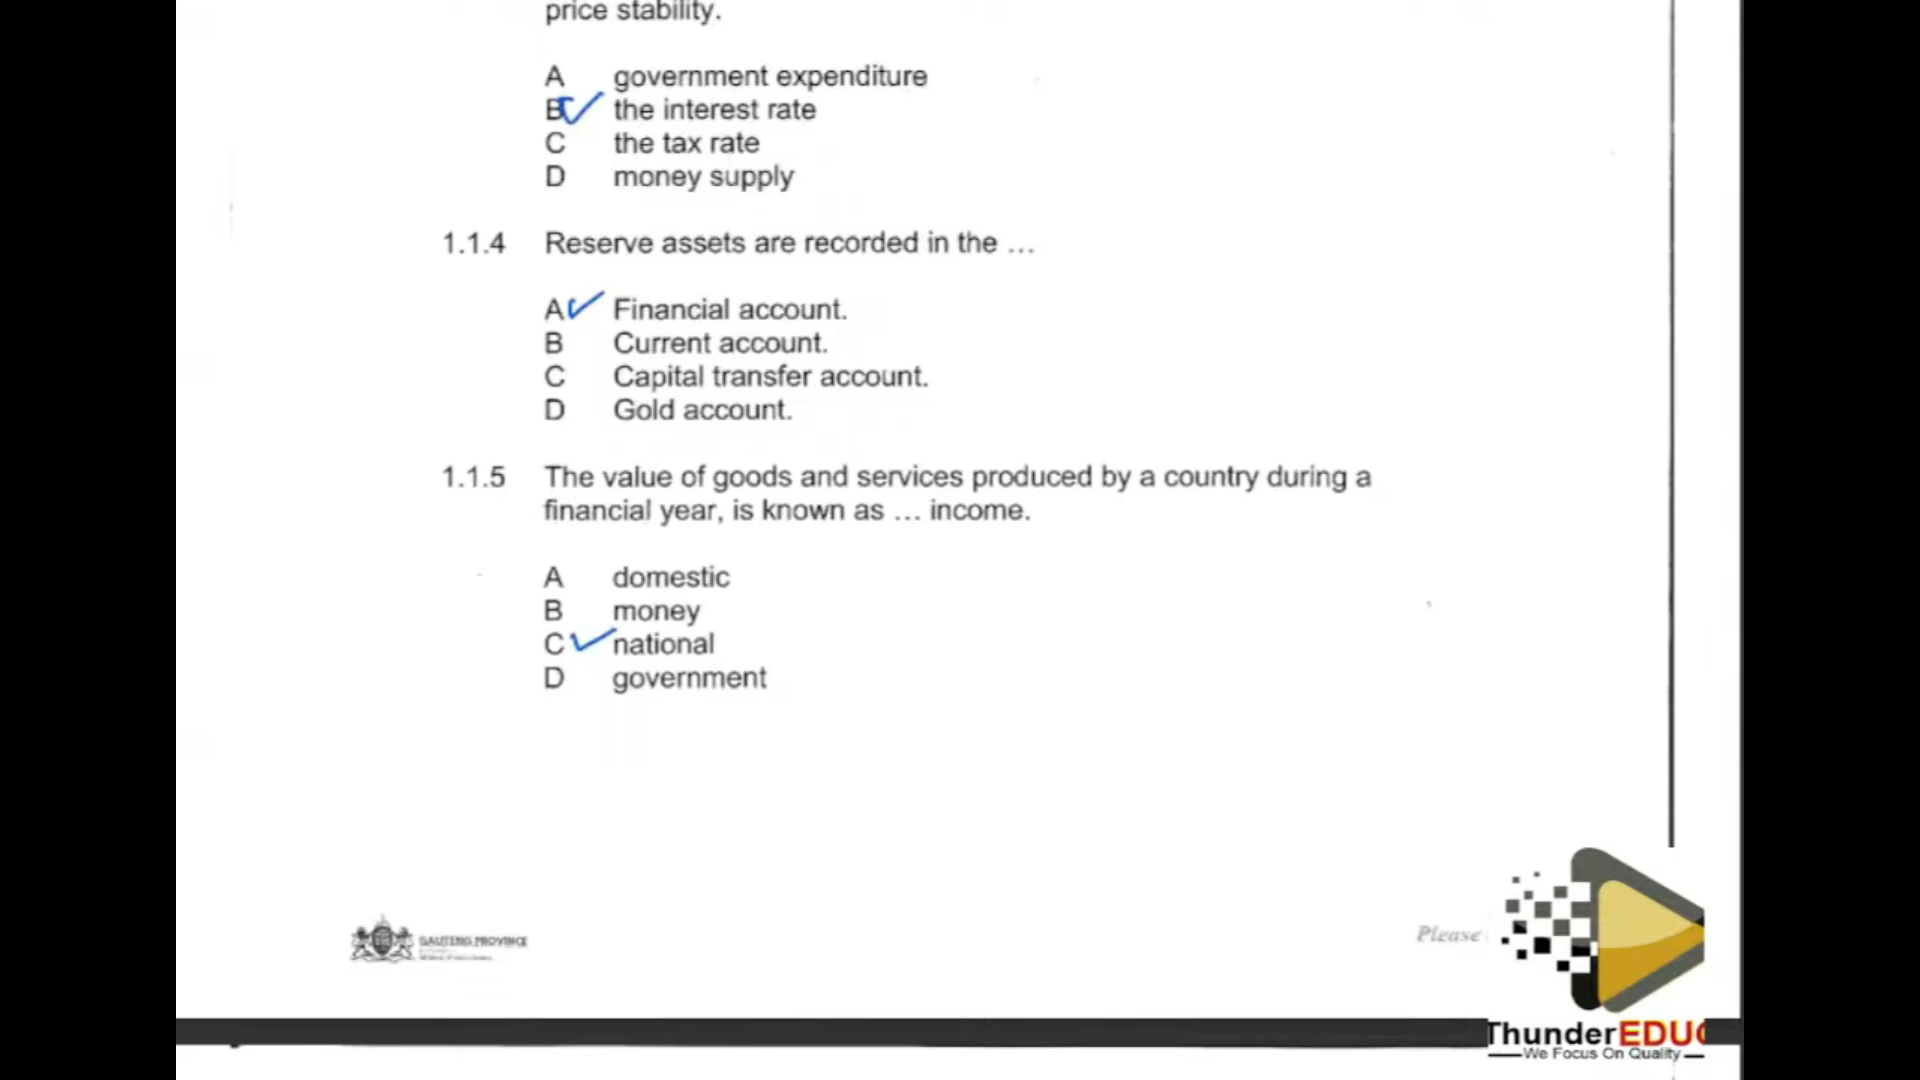 price stability.
A government expenditure
B the interest rate
C the tax rate
D money supply
1.1.4 Reserve assets are recorded in the ...
A Financial account.
B Current account.
C Capital transfer account.
D Gold account.
1.1.5 The value of goods and services produced by a country during a
financial year, is known as ... income.
A domestic
B money
C national
D government
GAUTENG PROVINCE
Please
ThunderEDUC
We Focus On Quality